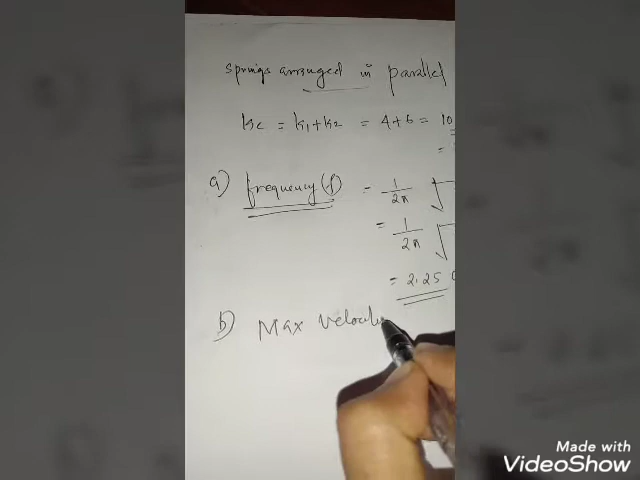 springs arranged in parallel
kc = k1 + k2 = 4 + 6 = 10
=
a) frequency (f) = 1/2π √
= 1/2π √
= 2.25
b) Max velocity
Made with
VideoShow